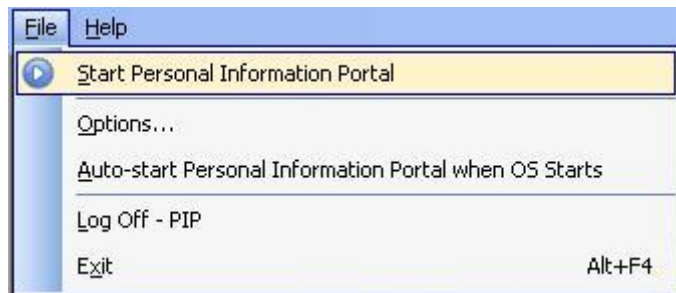 File Help
Start Personal Information Portal
Options...
Auto-start Personal Information Portal when OS Starts
Log Off - PIP
Exit Alt+F4